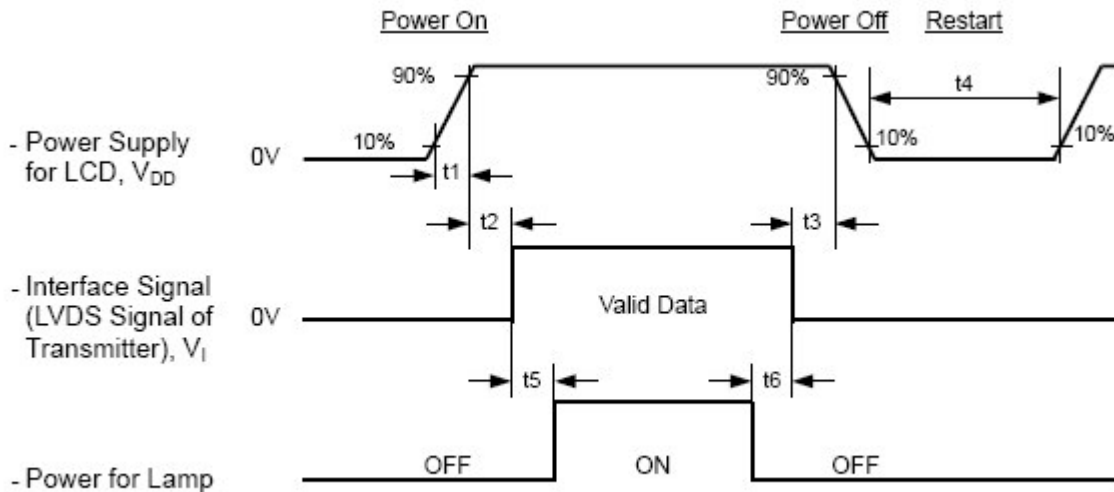 Power On
Power Off
Restart
90%
90%
t4
10%
10%
10%
- Power Supply
for LCD, VDD
0V
t1
t2
t3
- Interface Signal
(LVDS Signal of
Transmitter), VI
0V
Valid Data
t5
t6
- Power for Lamp
OFF
ON
OFF